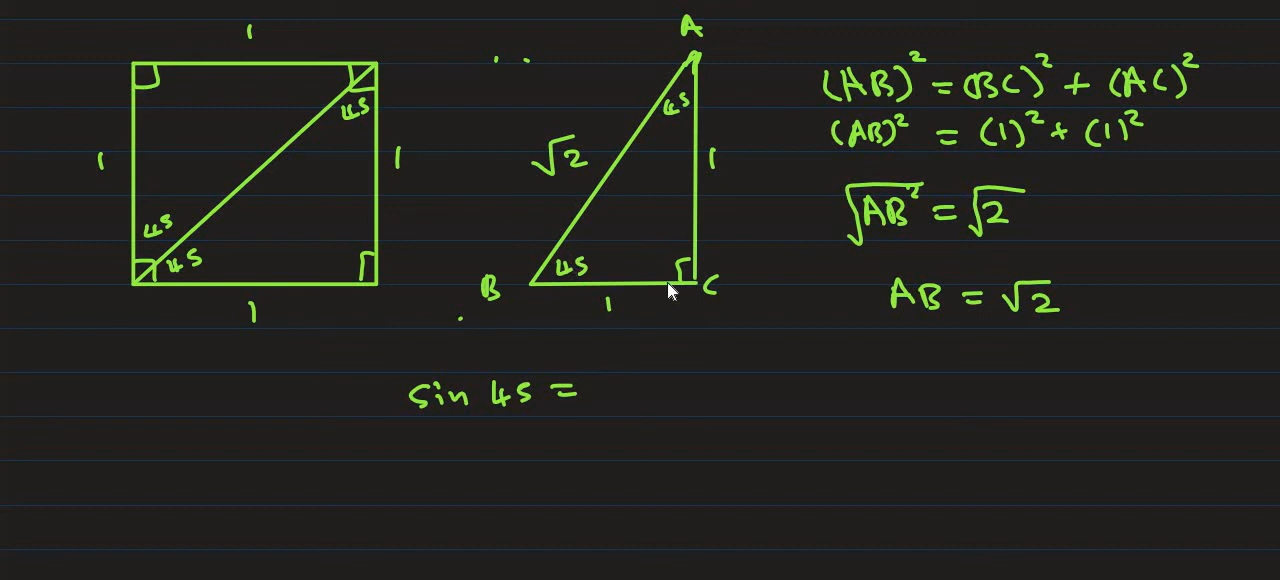 1
1
1
45
45
45
1
A
45
√2
1
45
B
C
1
(AB)² = (BC)² + (AC)²
(AB)² = (1)² + (1)²
√AB² = √2
AB = √2
sin 45 =